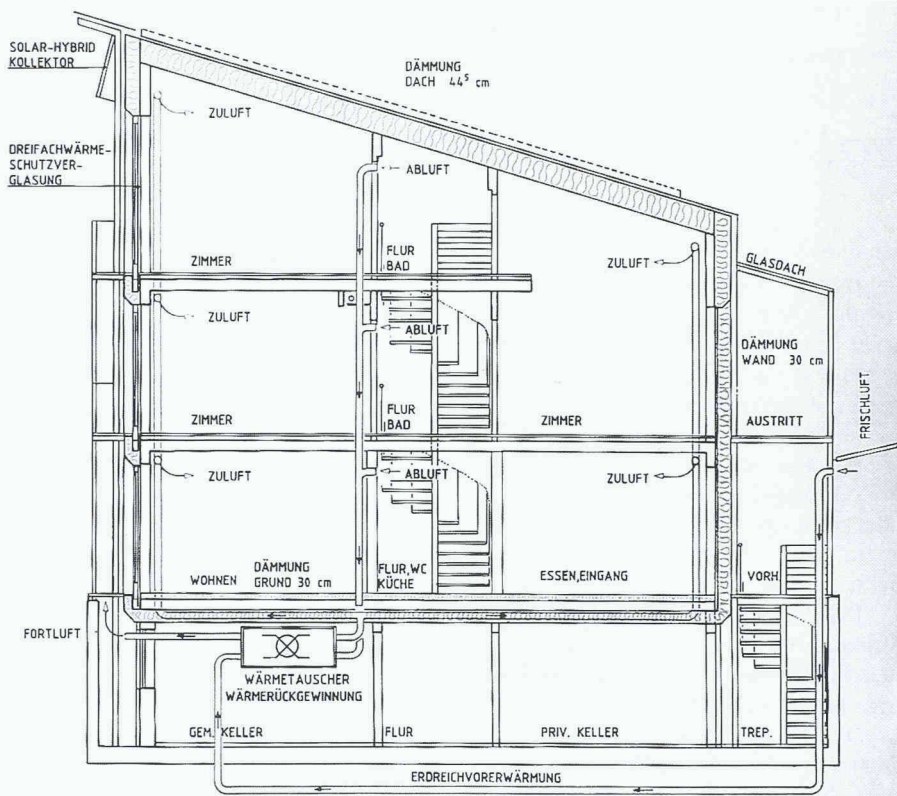 SOLAR-HYBRID
KOLLEKTOR
DÄMMUNG
DACH 44⁵ cm
ZULUFT
DREIFACHWÄRME-
SCHUTZVER-
GLASUNG
ABLUFT
ZIMMER
FLUR
BAD
ZULUFT
GLASDACH
ZULUFT
ABLUFT
DÄMMUNG
WAND 30 cm
FRISCHLUFT
ZIMMER
FLUR
BAD
ZIMMER
AUSTRITT
ZULUFT
ABLUFT
ZULUFT
DÄMMUNG
GRUND 30 cm
WOHNEN
FLUR,WC
KÜCHE
ESSEN,EINGANG
VORH.
FORTLUFT
WÄRMETAUSCHER
WÄRMERÜCKGEWINNUNG
GEM. KELLER
FLUR
PRIV. KELLER
TREP.
ERDREICHVORERWÄRMUNG